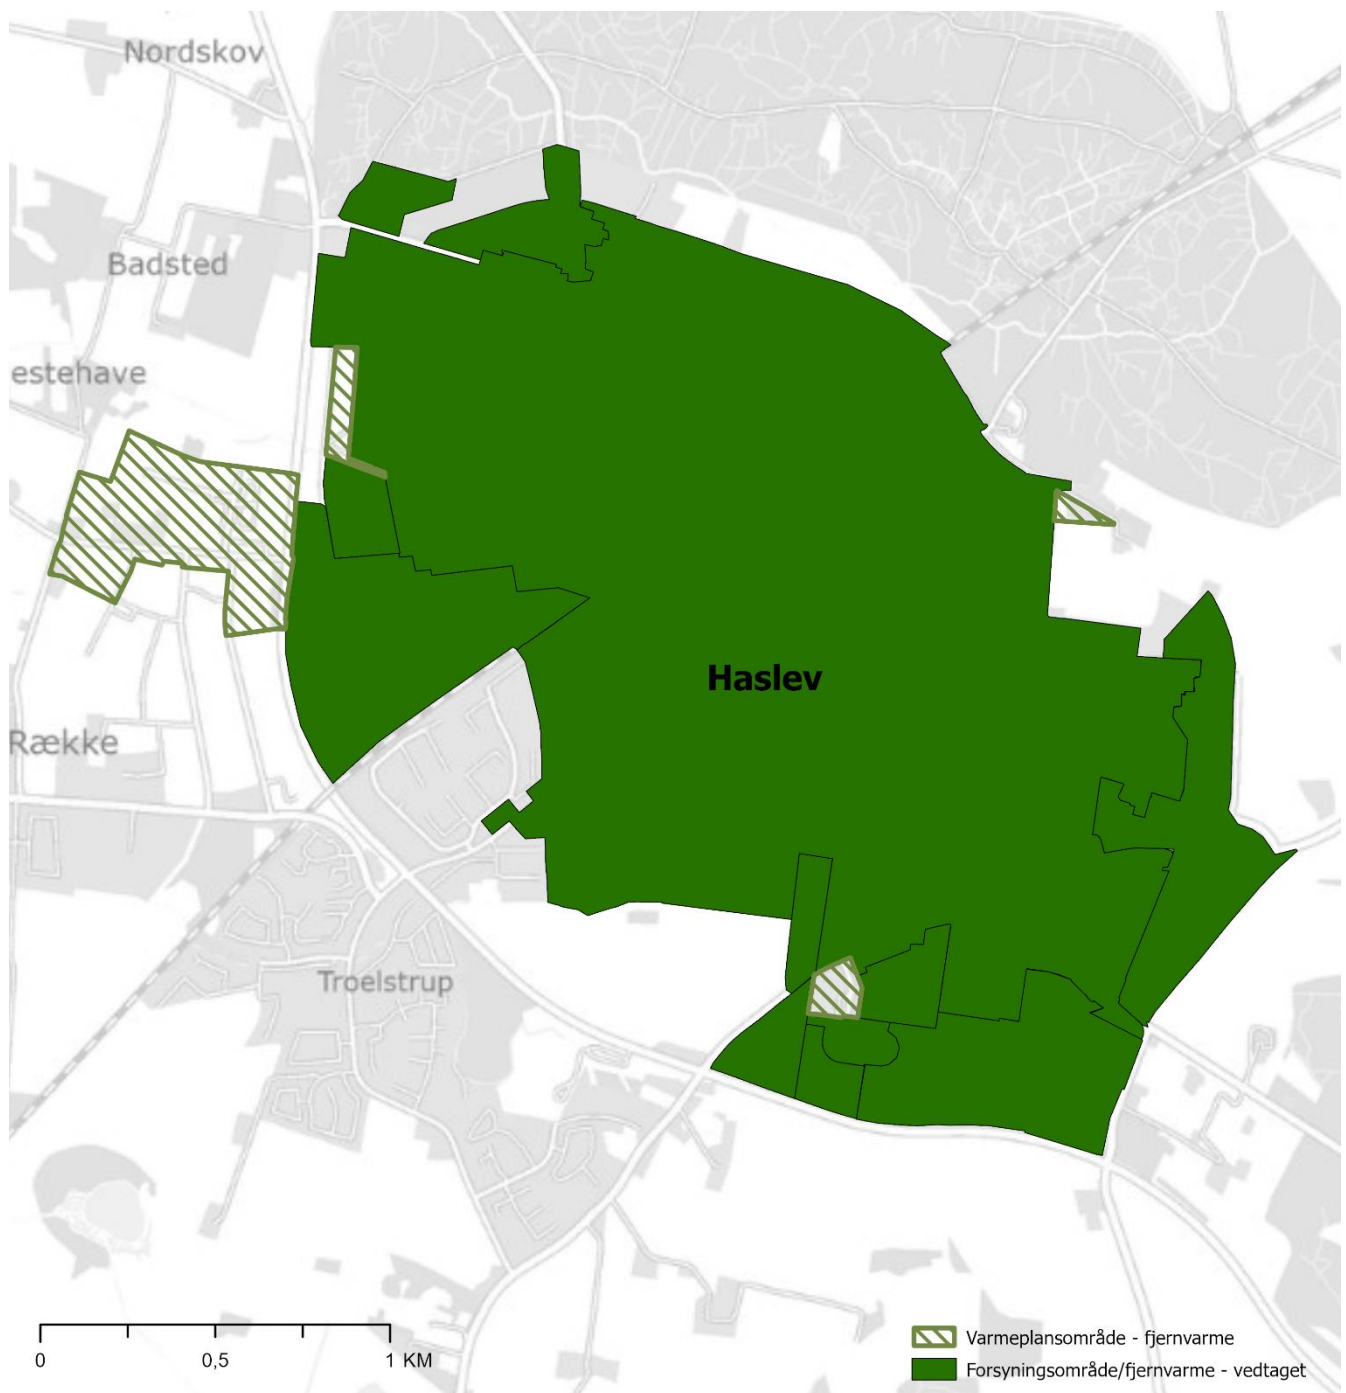 Nordskov
Badsted
estehave
Haslev
Række
Troelstrup
0 0,5 1 KM
Varmeplansområde - fjernvarme
Forsyningsområde/fjernvarme - vedtaget